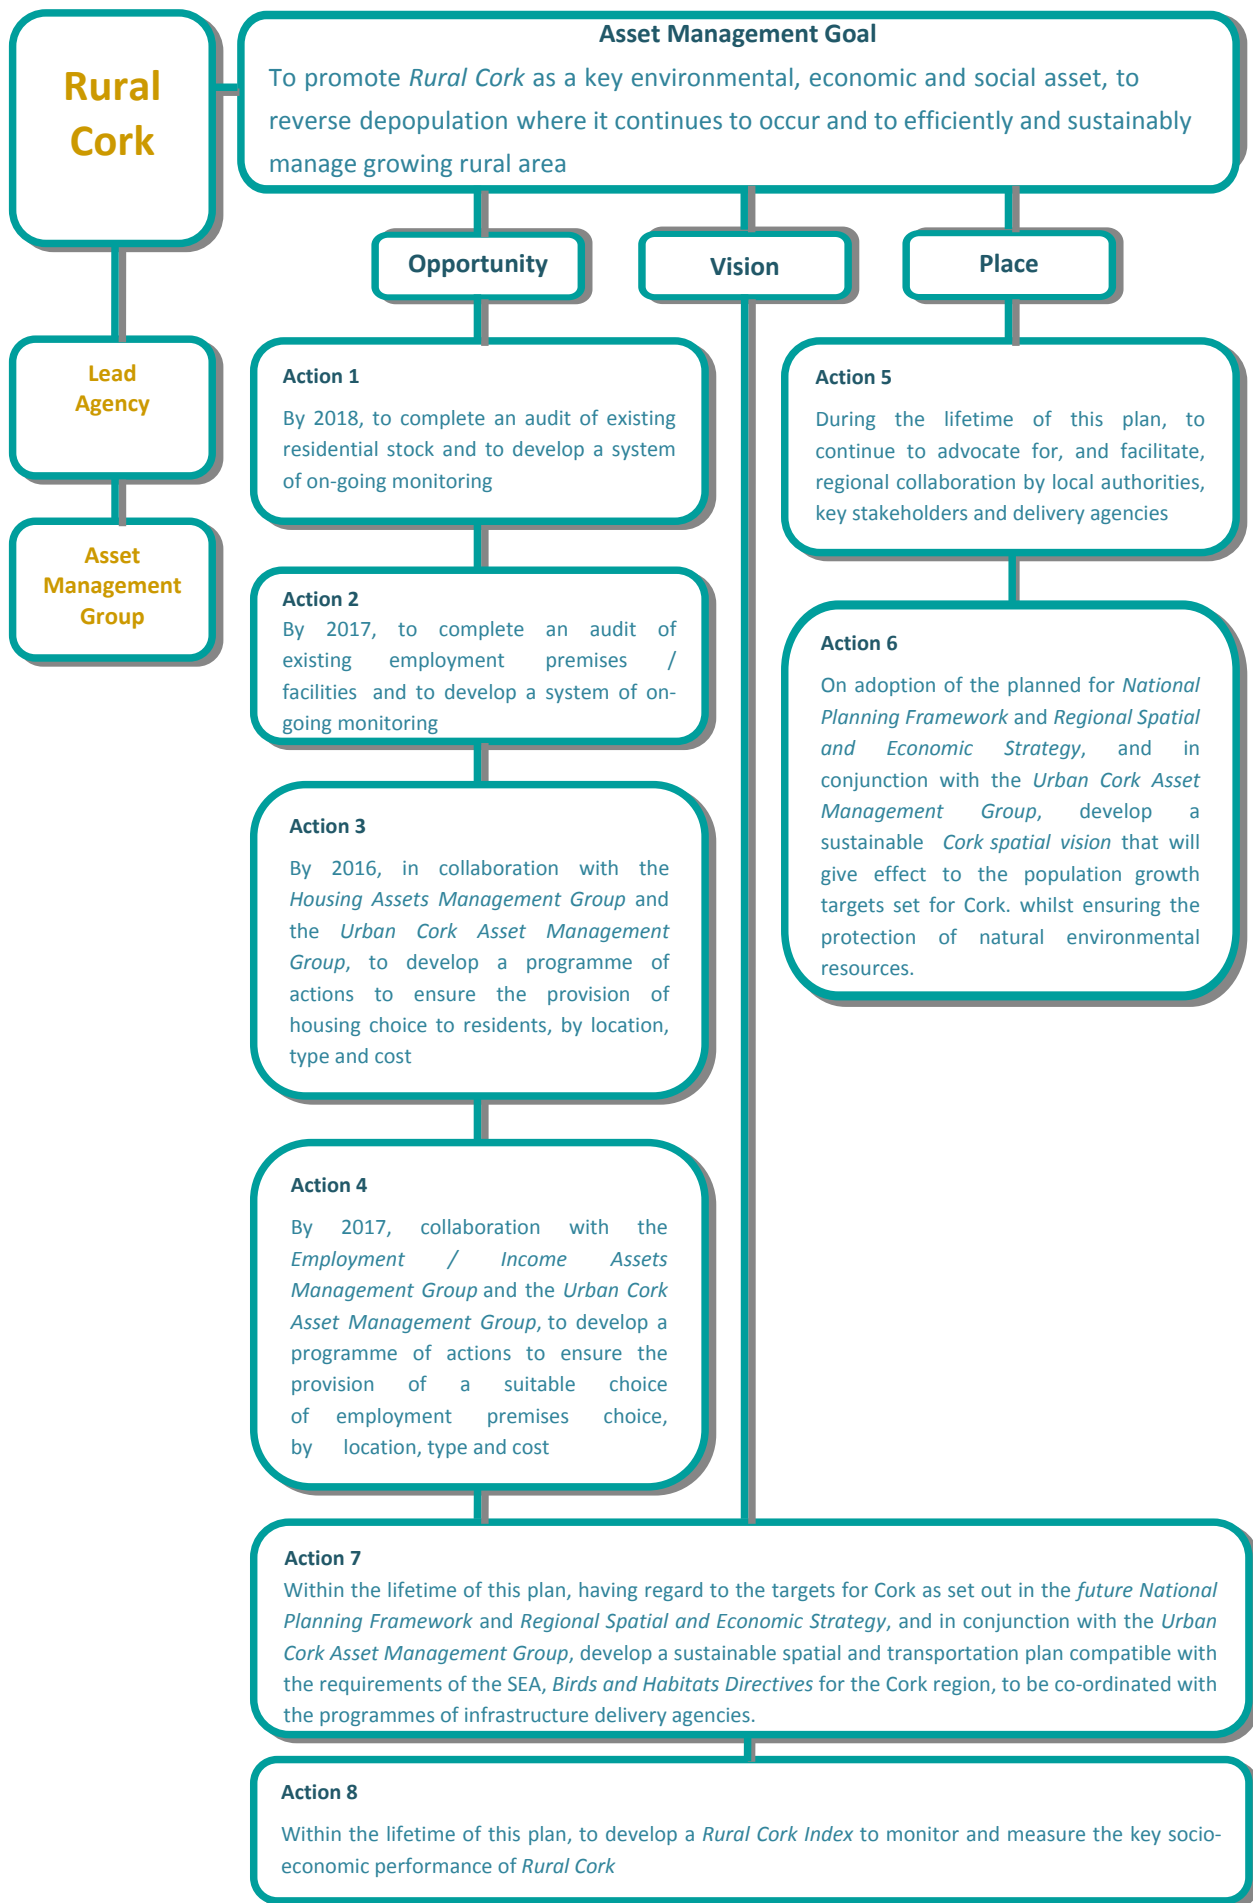 Rural
Cork
Asset Management Goal
To promote Rural Cork as a key environmental, economic and social asset, to
reverse depopulation where it continues to occur and to efficiently and sustainably
manage growing rural area
Opportunity
Vision
Place
Lead
Agency
Asset
Management
Group
Action 1
By 2018, to complete an audit of existing
residential stock and to develop a system
of on-going monitoring
Action 2
By 2017, to complete an audit of
existing employment premises /
facilities and to develop a system of on-
going monitoring
Action 3
By 2016, in collaboration with the
Housing Assets Management Group and
the Urban Cork Asset Management
Group, to develop a programme of
actions to ensure the provision of
housing choice to residents, by location,
type and cost
Action 4
By 2017, collaboration with the
Employment / Income Assets
Management Group and the Urban Cork
Asset Management Group, to develop a
programme of actions to ensure the
provision of a suitable choice
of employment premises choice,
by location, type and cost
Action 5
During the lifetime of this plan, to
continue to advocate for, and facilitate,
regional collaboration by local authorities,
key stakeholders and delivery agencies
Action 6
On adoption of the planned for National
Planning Framework and Regional Spatial
and Economic Strategy, and in
conjunction with the Urban Cork Asset
Management Group, develop a
sustainable Cork spatial vision that will
give effect to the population growth
targets set for Cork. whilst ensuring the
protection of natural environmental
resources.
Action 7
Within the lifetime of this plan, having regard to the targets for Cork as set out in the future National
Planning Framework and Regional Spatial and Economic Strategy, and in conjunction with the Urban
Cork Asset Management Group, develop a sustainable spatial and transportation plan compatible with
the requirements of the SEA, Birds and Habitats Directives for the Cork region, to be co-ordinated with
the programmes of infrastructure delivery agencies.
Action 8
Within the lifetime of this plan, to develop a Rural Cork Index to monitor and measure the key socio-
economic performance of Rural Cork